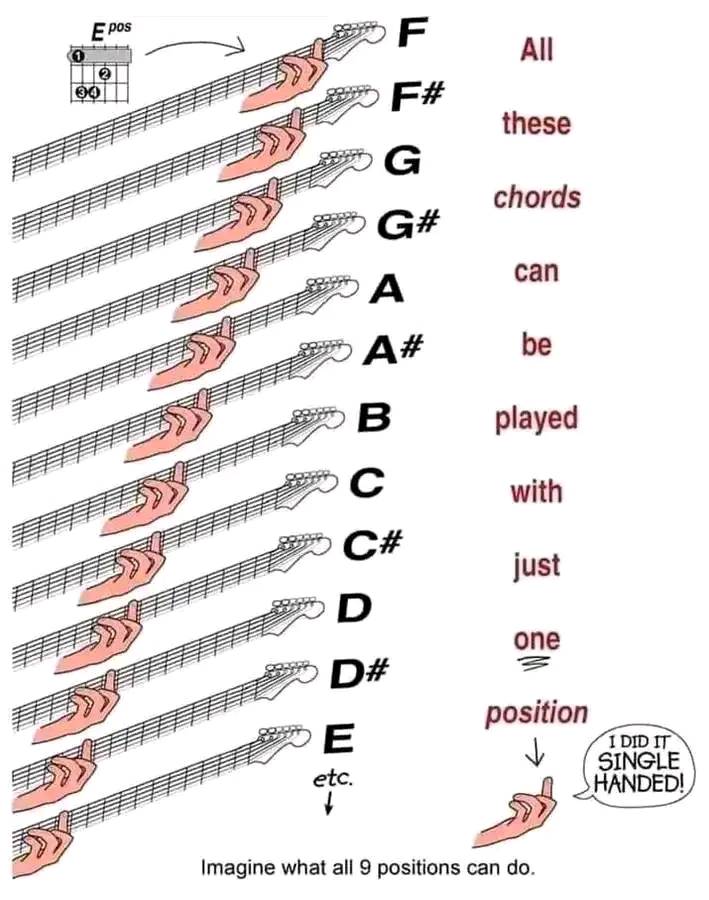 E pos
1
2
3 4
F
F#
G
G#
A
A#
B
C
C#
D
D#
E
etc.
All
these
chords
can
be
played
with
just
one
position
I DID IT
SINGLE
HANDED!
Imagine what all 9 positions can do.